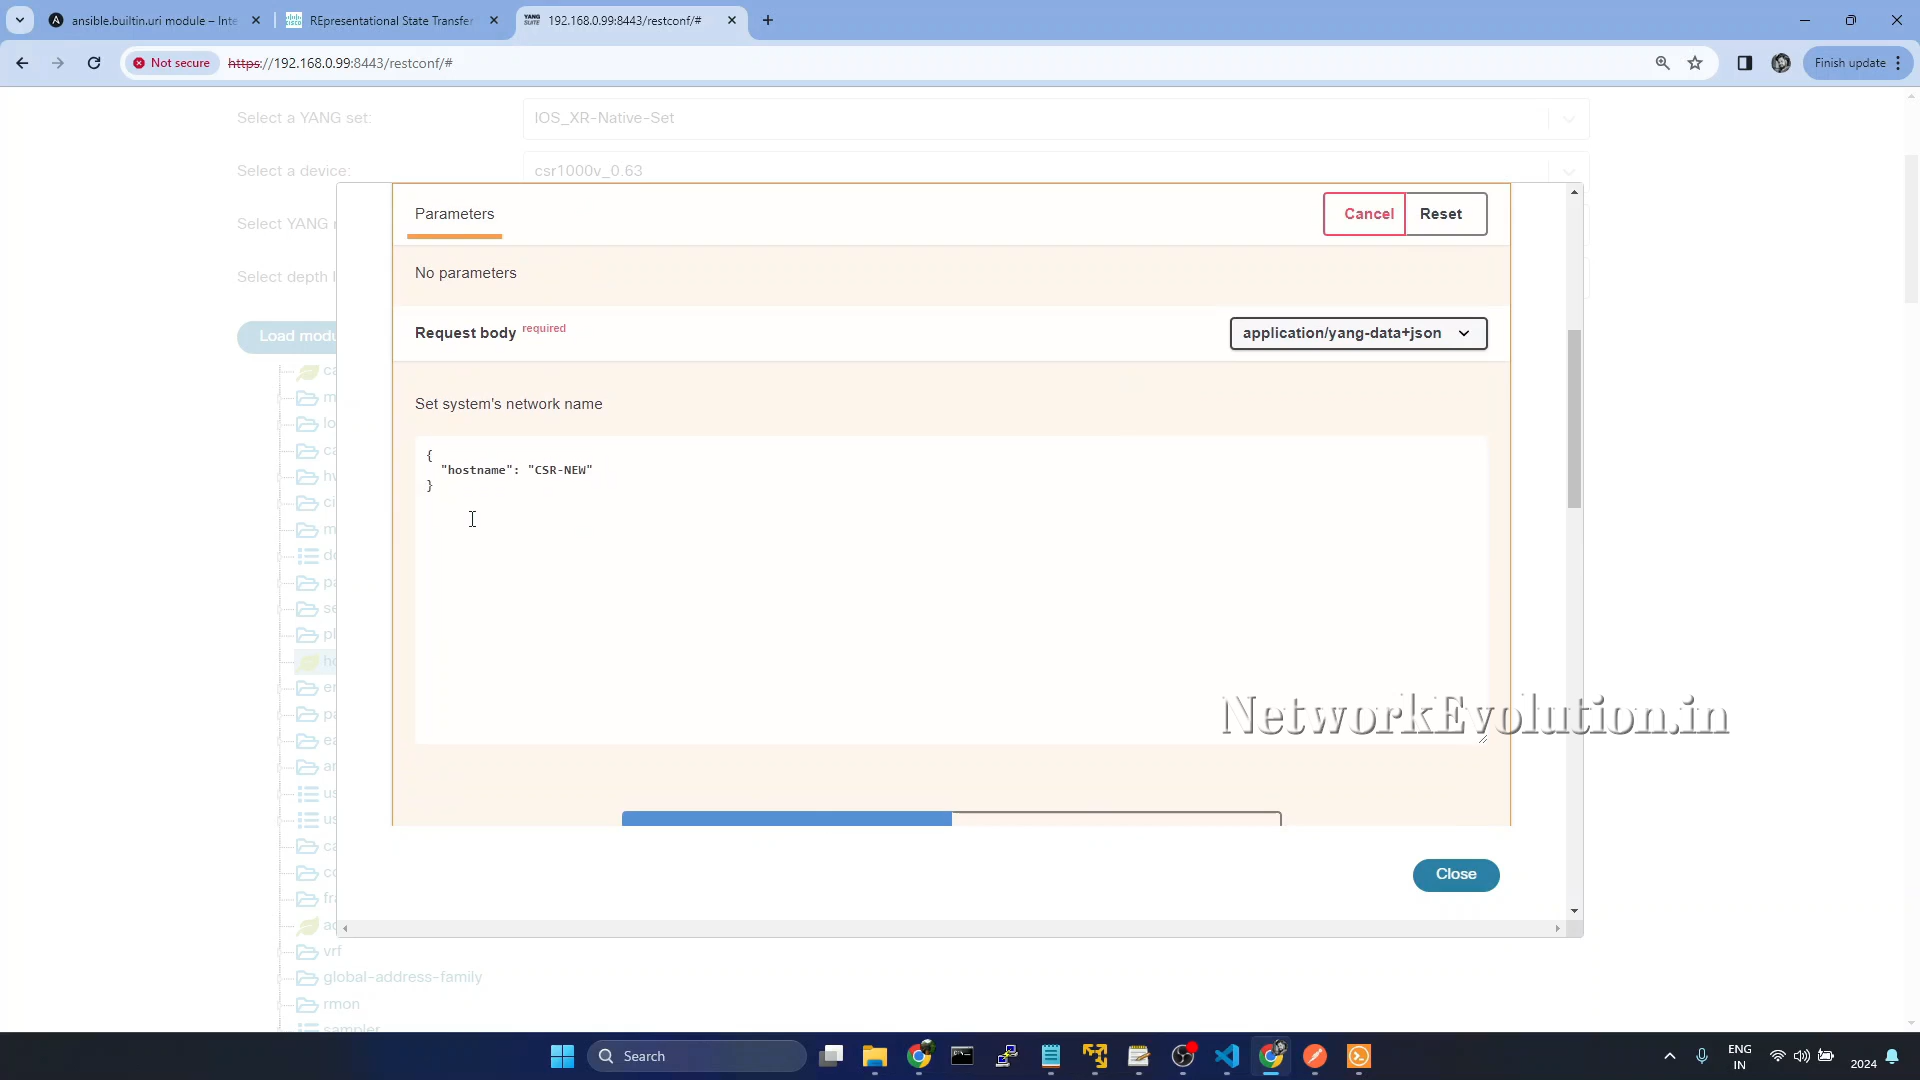 ansible.builtin.uri module – Inte
REpresentational State Transfer
YANG SUITE
192.168.0.99:8443/restconf/#
Not secure
https://192.168.0.99:8443/restconf/#
Finish update
Select a YANG set:
IOS_XR-Native-Set
Select a device:
csr1000v_0.63
Select YANG
Select depth
Parameters
Cancel
Reset
No parameters
Load modu
Request body required
application/yang-data+json
Set system's network name
{
"hostname": "CSR-NEW"
}
NetworkEvolution.in
Close
vrf
global-address-family
rmon
sampler
Search
ENG
IN
2024